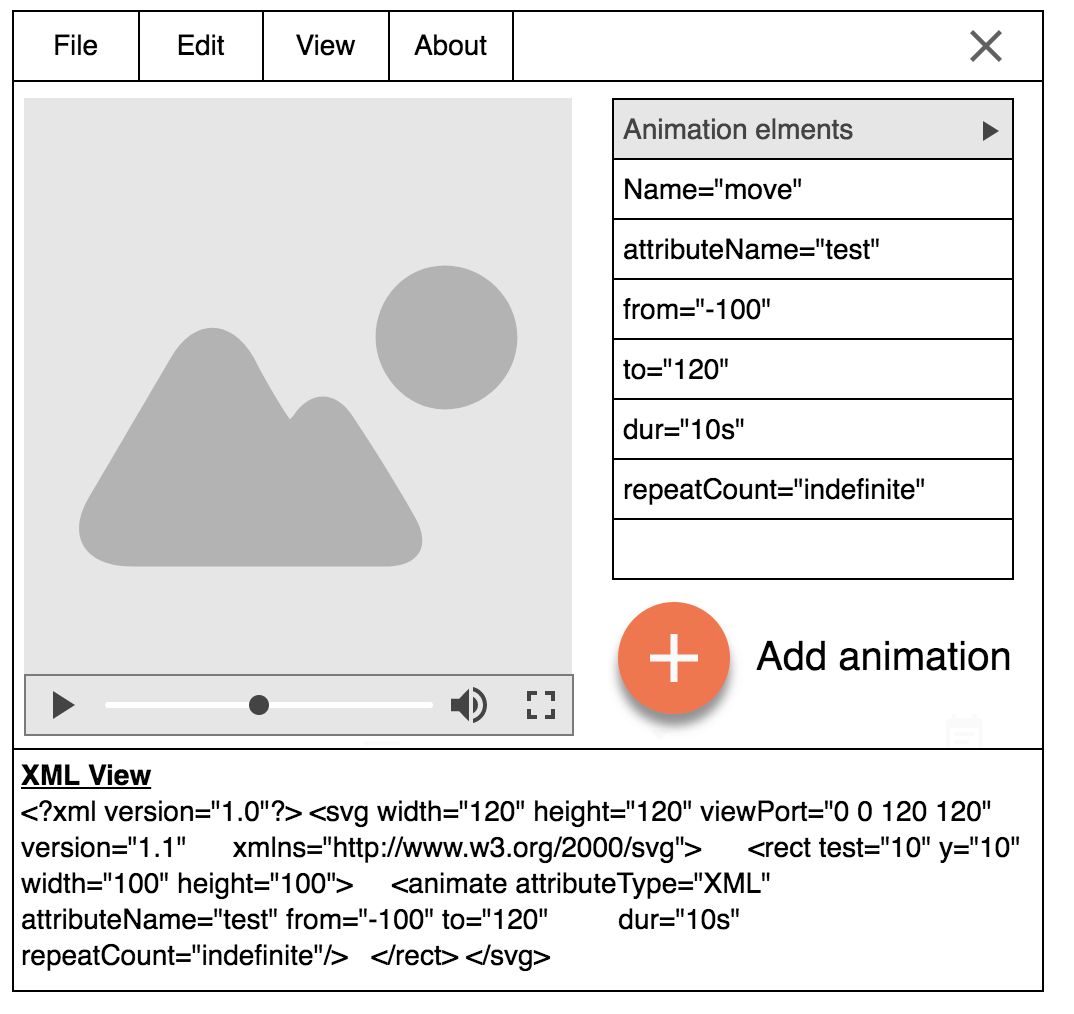 File
Edit
View
About
Animation elments
Name="move"
attributeName="test"
from="-100"
to="120"
dur="10s"
repeatCount="indefinite"
Add animation
XML View
<?xml version="1.0"?> <svg width="120" height="120" viewPort="0 0 120 120"
version="1.1" xmlns="http://www.w3.org/2000/svg"> <rect test="10" y="10"
width="100" height="100"> <animate attributeType="XML"
attributeName="test" from="-100" to="120" dur="10s"
repeatCount="indefinite"/> </rect> </svg>